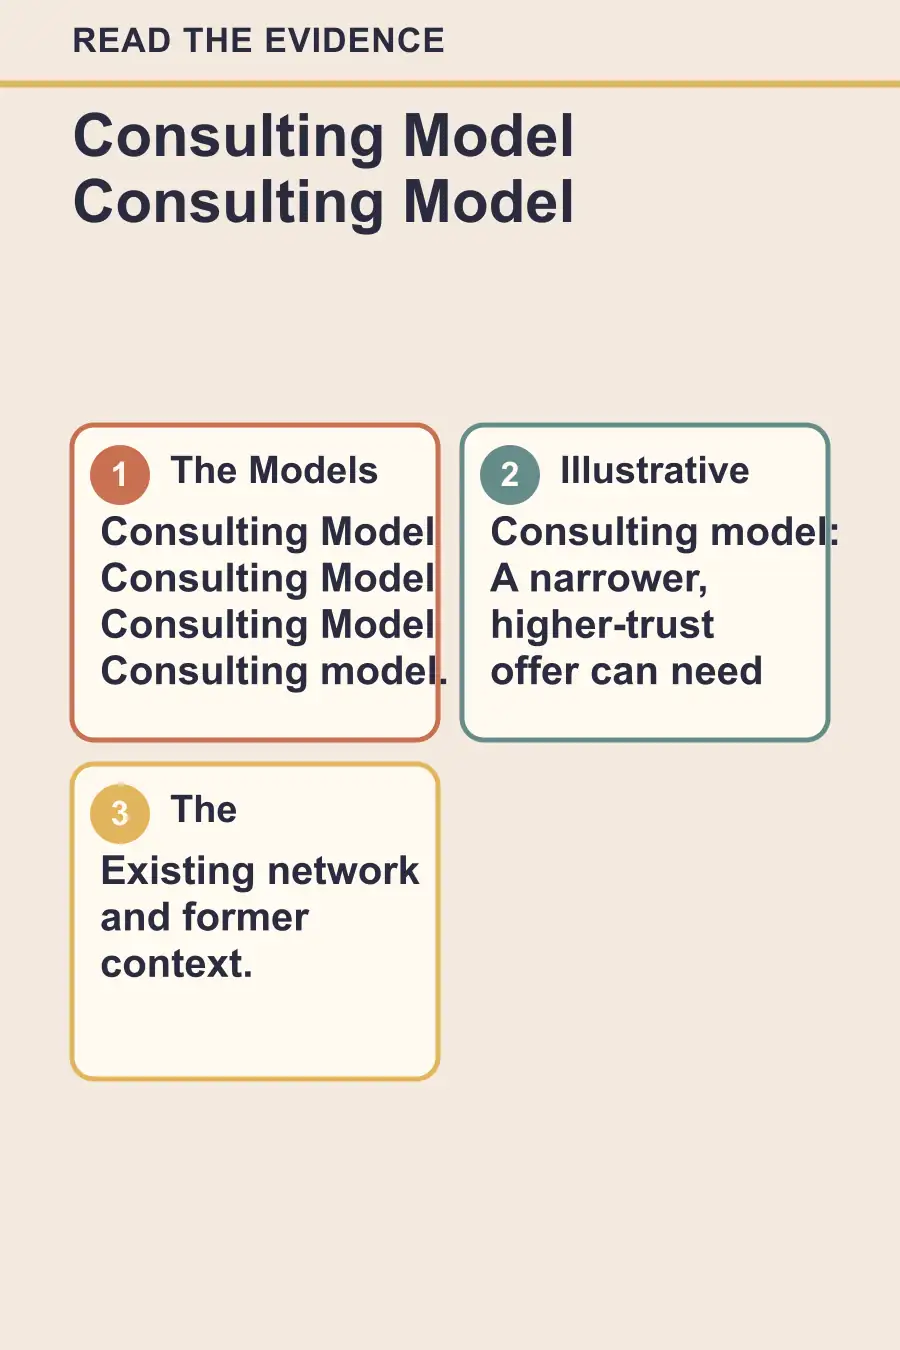 READ THE EVIDENCE
Consulting Model
Consulting Model
1 The Models
Consulting Model
Consulting Model
Consulting Model
Consulting model.
2 Illustrative
Consulting model:
A narrower,
higher-trust
offer can need
3 The
Existing network
and former
context.